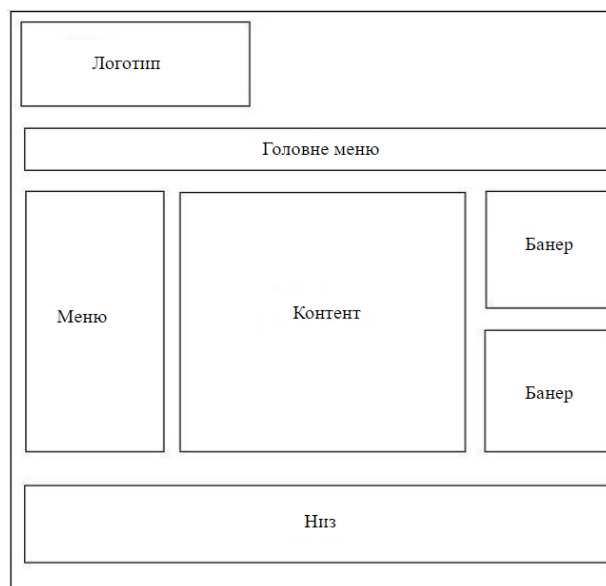 Логотип
Головне меню
Меню
Контент
Банер
Банер
Низ